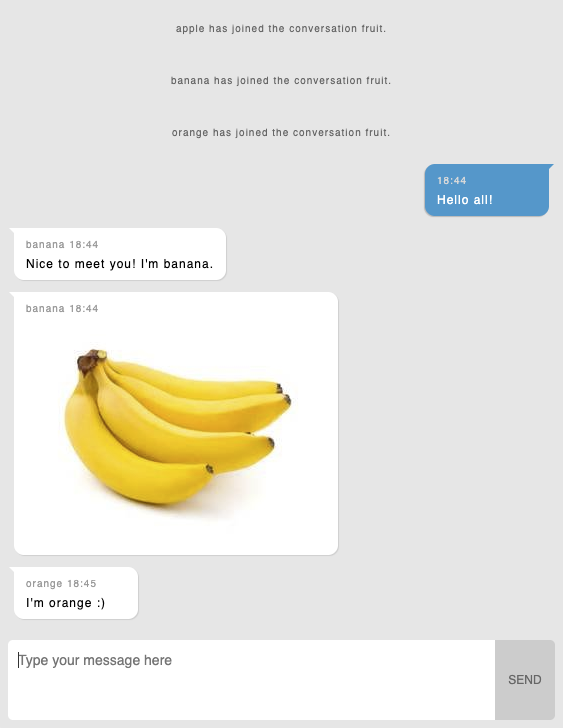 apple has joined the conversation fruit.
banana has joined the conversation fruit.
orange has joined the conversation fruit.
18:44
Hello all!
banana 18:44
Nice to meet you! I'm banana.
banana 18:44
orange 18:45
I'm orange :)
Type your message here
SEND